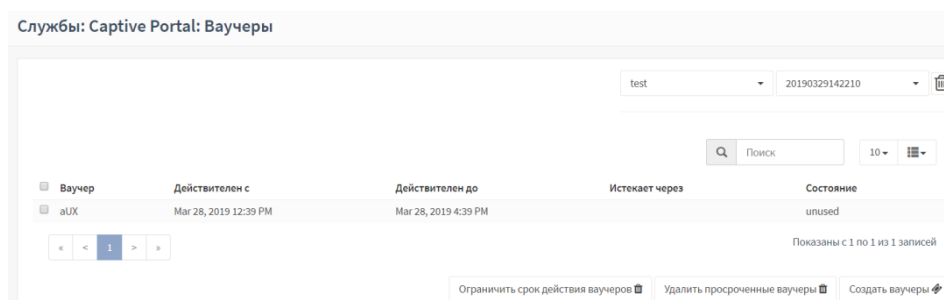 Службы: Captive Portal: Ваучеры
test 20190329142210
Поиск 10
Ваучер Действителен с Действителен до Истекает через Состояние
aUX Mar 28, 2019 12:39 PM Mar 28, 2019 4:39 PM unused
« < 1 > » Показаны с 1 по 1 из 1 записей
Ограничить срок действия ваучеров Удалить просроченные ваучеры Создать ваучеры